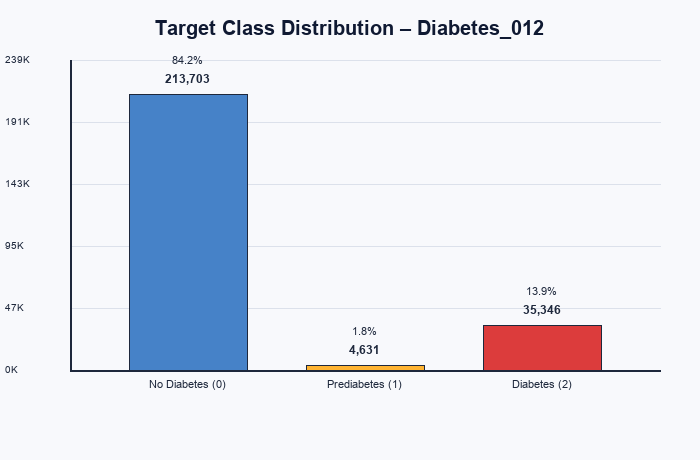 Target Class Distribution – Diabetes_012
239K
84.2%
213,703
191K
143K
95K
13.9%
47K
35,346
1.8%
4,631
0K
No Diabetes (0)
Prediabetes (1)
Diabetes (2)